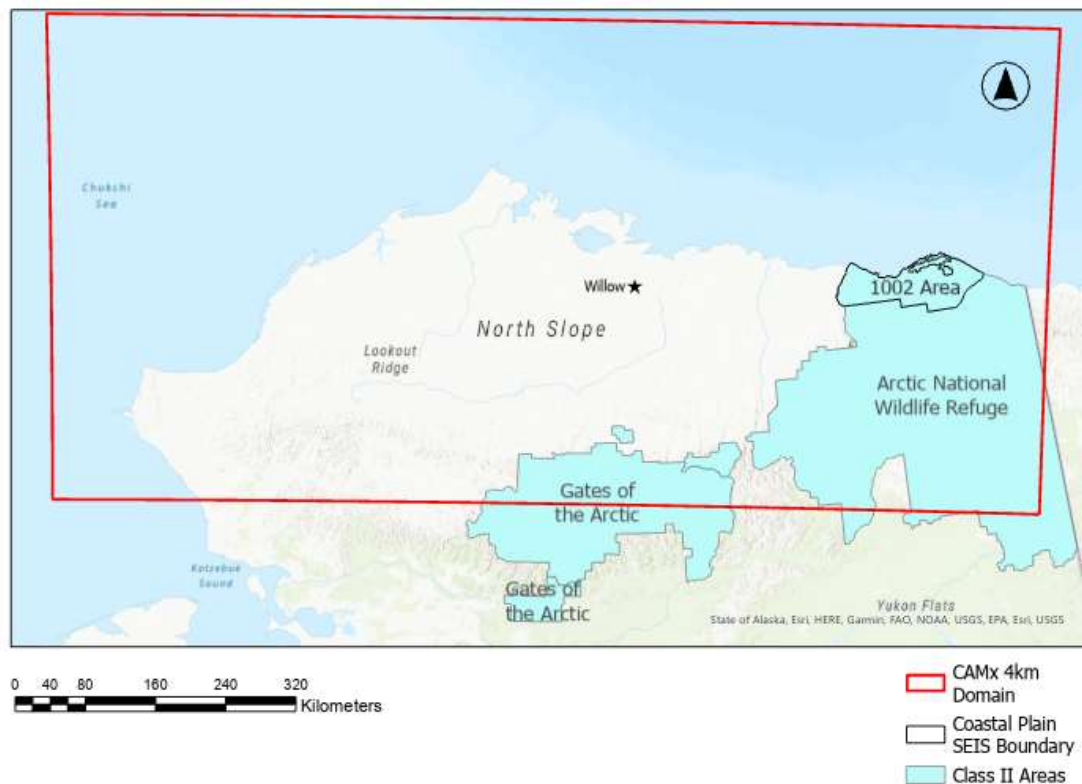 Chukchi
Sea
Willow
1002 Area
North Slope
Lookout
Ridge
Arctic National
Wildlife Refuge
Gates of
the Arctic
Kotzebue
Sound
Gates of
the Arctic
Yukon Flats
State of Alaska, Esri, HERE, Garmin, FAO, NOAA, USGS, EPA, Esri, USGS
0 40 80 160 240 320
Kilometers
CAMx 4km
Domain
Coastal Plain
SEIS Boundary
Class II Areas